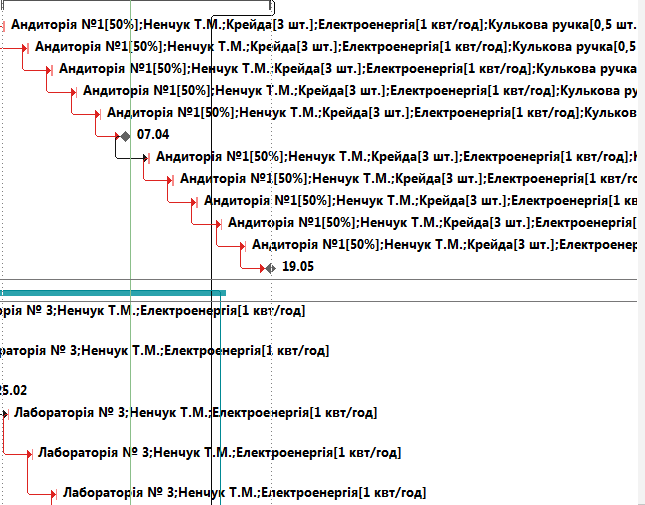 Андиторія №1[50%];Ненчук Т.М.;Крейда[3 шт.];Електроенергія[1 квт/год];Кулькова ручка[0,5 шт.
Андиторія №1[50%];Ненчук Т.М.;Крейда[3 шт.];Електроенергія[1 квт/год];Кулькова ручка[0,5
Андиторія №1[50%];Ненчук Т.М.;Крейда[3 шт.];Електроенергія[1 квт/год];Кулькова ручка
Андиторія №1[50%];Ненчук Т.М.;Крейда[3 шт.];Електроенергія[1 квт/год];Кулькова ру
Андиторія №1[50%];Ненчук Т.М.;Крейда[3 шт.];Електроенергія[1 квт/год];Кульков
07.04
Андиторія №1[50%];Ненчук Т.М.;Крейда[3 шт.];Електроенергія[1 квт/год];К
Андиторія №1[50%];Ненчук Т.М.;Крейда[3 шт.];Електроенергія[1 квт/го
Андиторія №1[50%];Ненчук Т.М.;Крейда[3 шт.];Електроенергія[1 кв
Андиторія №1[50%];Ненчук Т.М.;Крейда[3 шт.];Електроенергія[
Андиторія №1[50%];Ненчук Т.М.;Крейда[3 шт.];Електроенер
19.05
орія № 3;Ненчук Т.М.;Електроенергія[1 квт/год]
раторія № 3;Ненчук Т.М.;Електроенергія[1 квт/год]
25.02
Лабораторія № 3;Ненчук Т.М.;Електроенергія[1 квт/год]
Лабораторія № 3;Ненчук Т.М.;Електроенергія[1 квт/год]
Лабораторія № 3;Ненчук Т.М.;Електроенергія[1 квт/год]